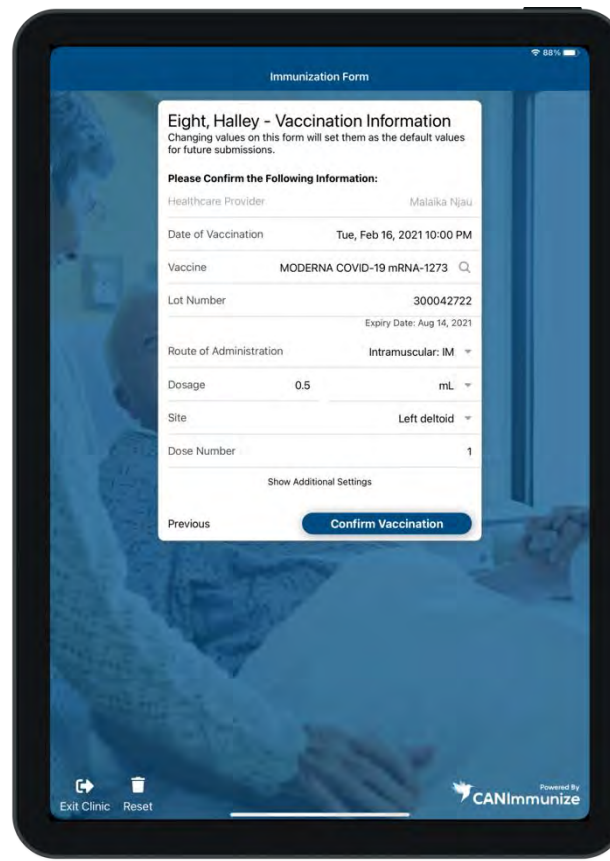 88%
Immunization Form
Eight, Halley - Vaccination Information
Changing values on this form will set them as the default values
for future submissions.
Please Confirm the Following Information:
Healthcare Provider Malaika Njau
Date of Vaccination Tue, Feb 16, 2021 10:00 PM
Vaccine MODERNA COVID-19 mRNA-1273
Lot Number 300042722
Expiry Date: Aug 14, 2021
Route of Administration Intramuscular: IM
Dosage 0.5 mL
Site Left deltoid
Dose Number 1
Show Additional Settings
Previous Confirm Vaccination
Exit Clinic Reset
Powered By
CANImmunize